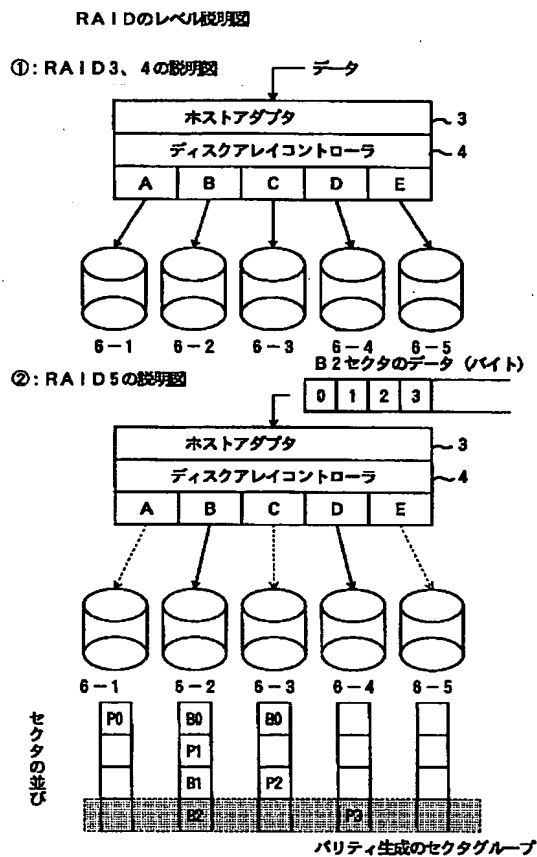 RAIDのレベル説明図
①:RAID3、4の説明図
データ
ホストアダプタ
3
ディスクアレイコントローラ
4
A B C D E
6-1 6-2 6-3 6-4 6-5
B2セクタのデータ(バイト)
②:RAID5の説明図
0 1 2 3
ホストアダプタ
3
ディスクアレイコントローラ
4
A B C D E
6-1 5-2 6-3 6-4 6-5
セクタの並び
P0 B0 B0
P1
B1 P2
B2 P3
パリティ生成のセクタグループ